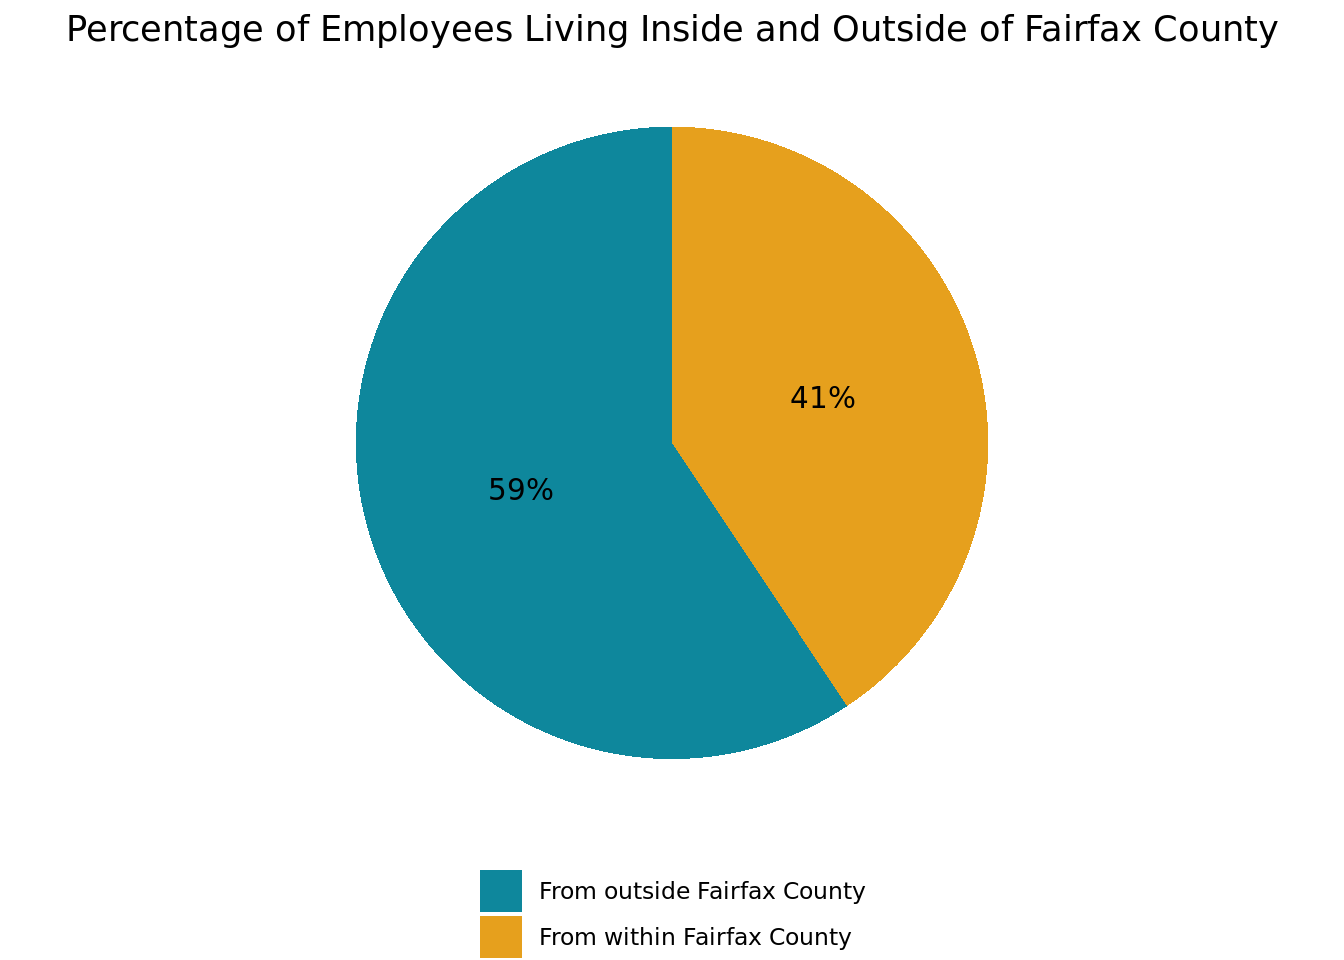 Percentage of Employees Living Inside and Outside of Fairfax County
41%
59%
From outside Fairfax County
From within Fairfax County